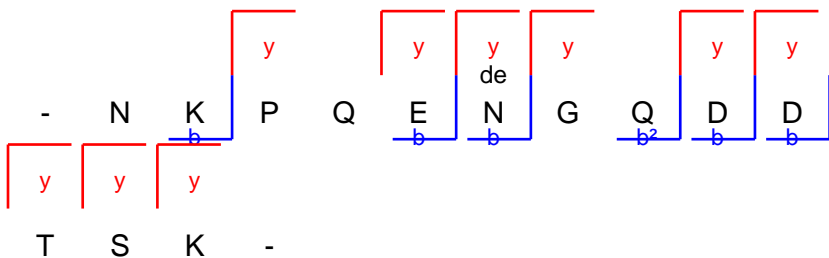 y y y y y y
de
- N K P Q E N G Q D D
b b b b² b b
y y y
T S K -